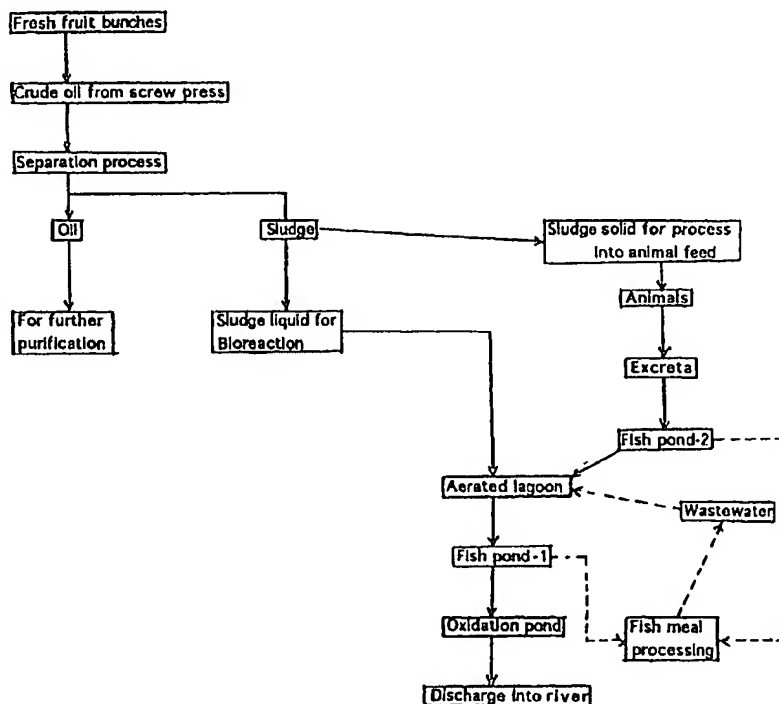 Fresh fruit bunches
Crude oil from screw press
Separation process
Oil
Sludge
Sludge solid for process
into animal feed
For further
purification
Sludge liquid for
Bioreaction
Animals
Excreta
Fish pond-2
Aerated lagoon
Wastewater
Fish pond-1
Oxidation pond
Fish meal
processing
Discharge into river